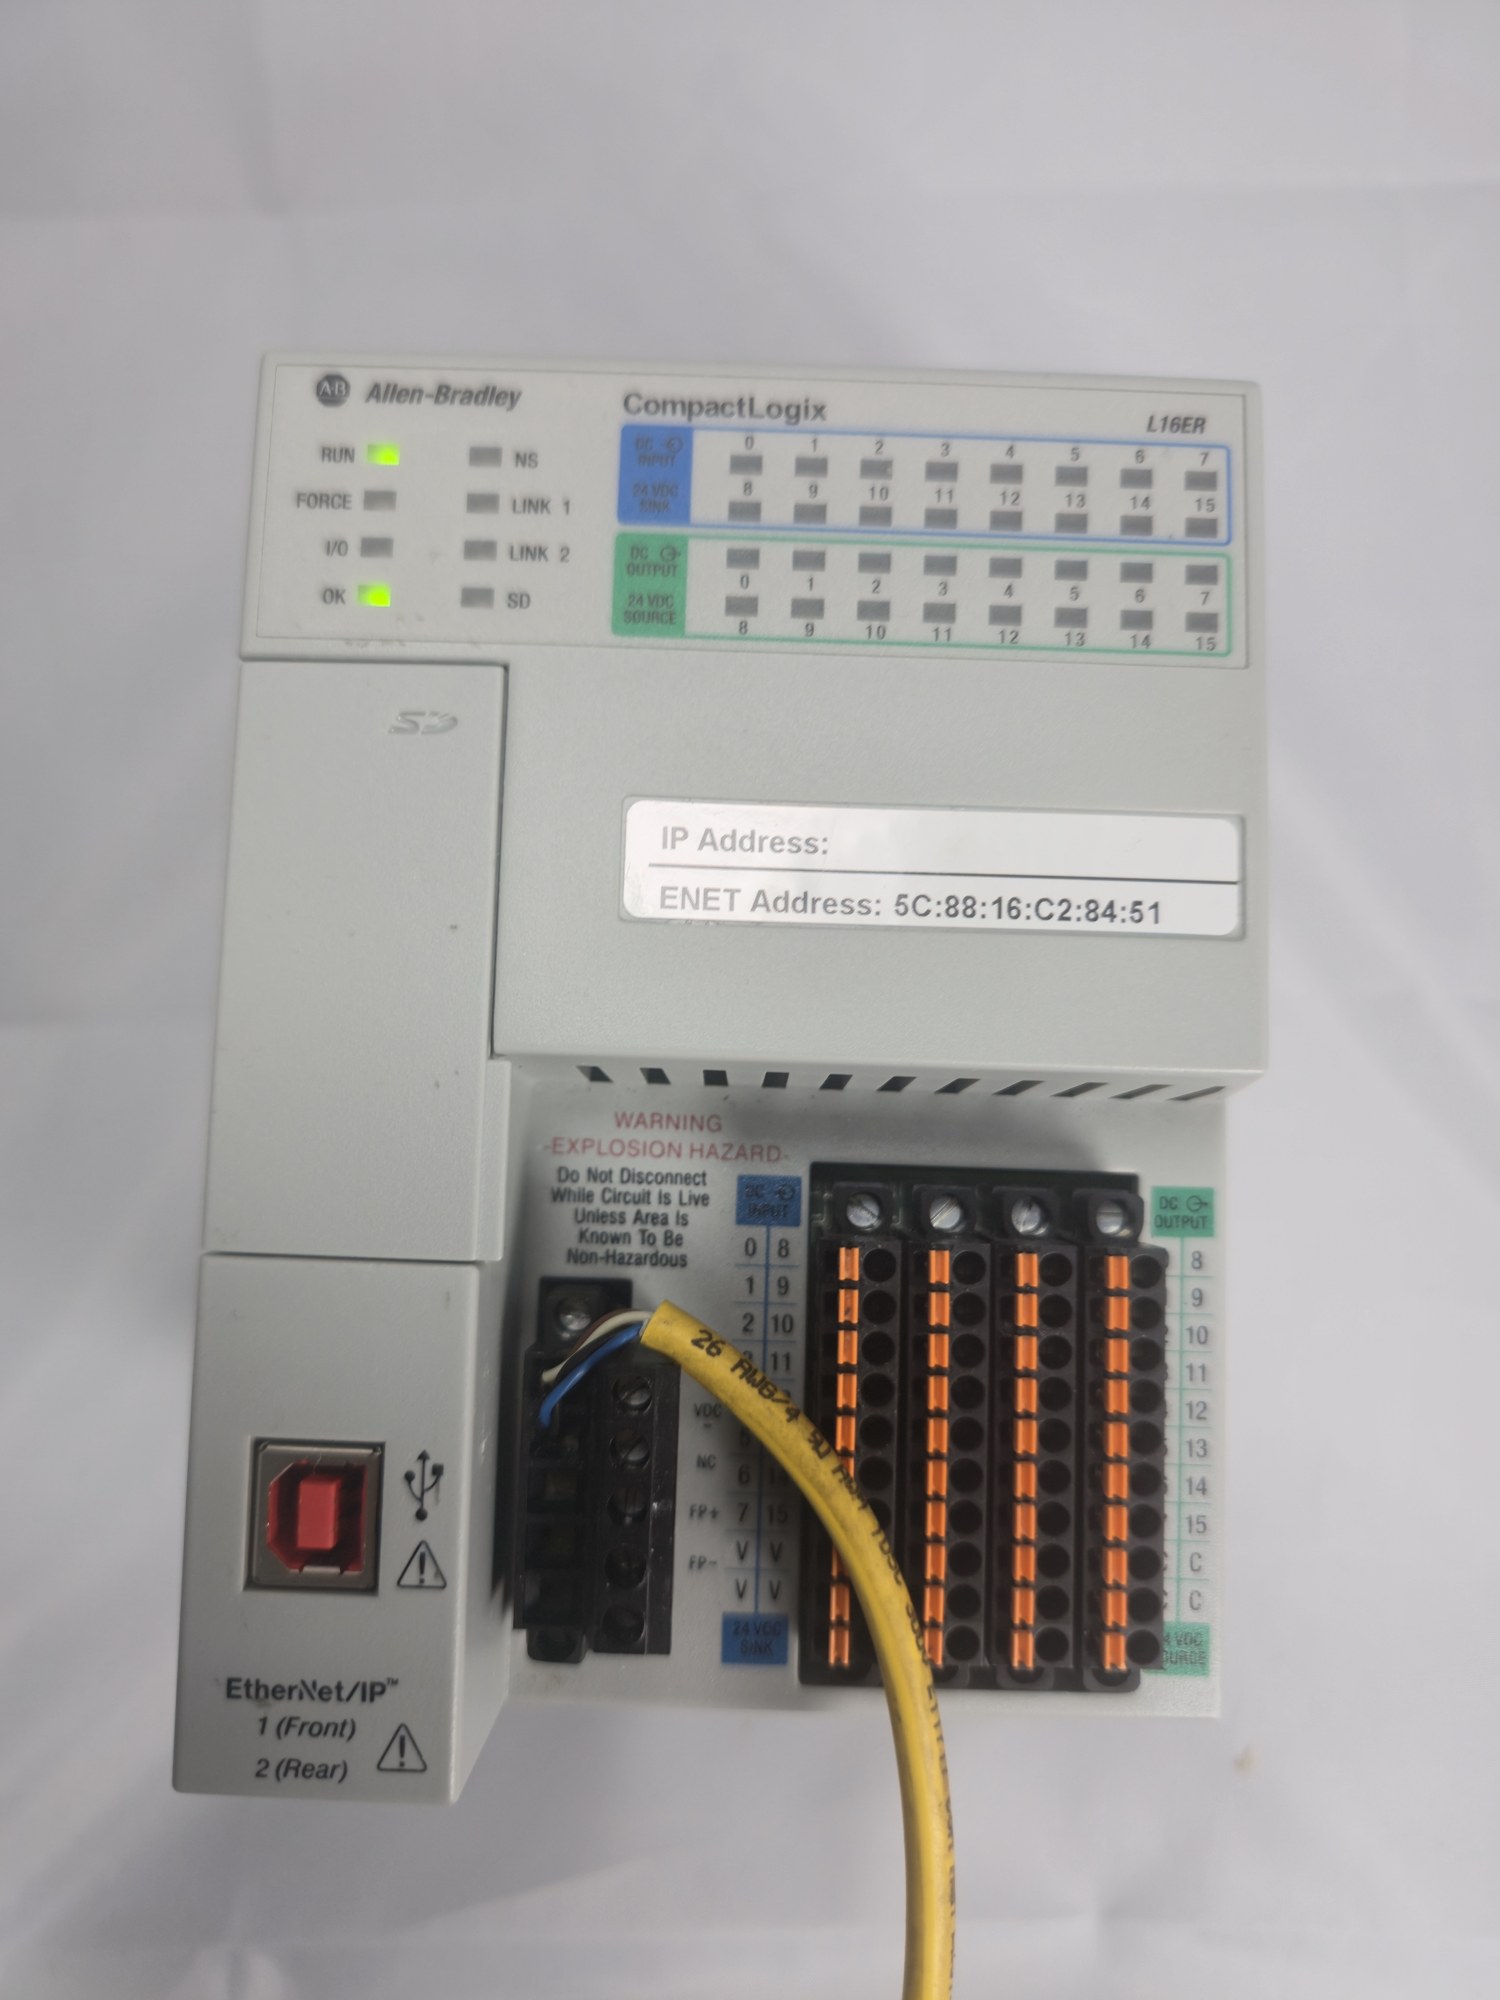 AB Allen-Bradley
CompactLogix
L16ER
RUN
NS
FORCE
LINK 1
I/O
LINK 2
OK
SD
DC INPUT
24 VDC SINK
0 1 2 3 4 5 6 7
8 9 10 11 12 13 14 15
DC OUTPUT
24 VDC SOURCE
0 1 2 3 4 5 6 7
8 9 10 11 12 13 14 15
SD
IP Address:
ENET Address: 5C:88:16:C2:84:51
WARNING
-EXPLOSION HAZARD-
Do Not Disconnect
While Circuit is Live
Unless Area Is
Known To Be
Non-Hazardous
DC
INPUT
0 8
1 9
2 10
3 11
VDC
-
NC
6
FP+
7 15
FP-
V V
V V
24 VDC
SINK
26 AWG/4
DC
OUTPUT
8
9
10
11
12
13
14
15
C
C
EtherNet/IP™
1 (Front)
2 (Rear)